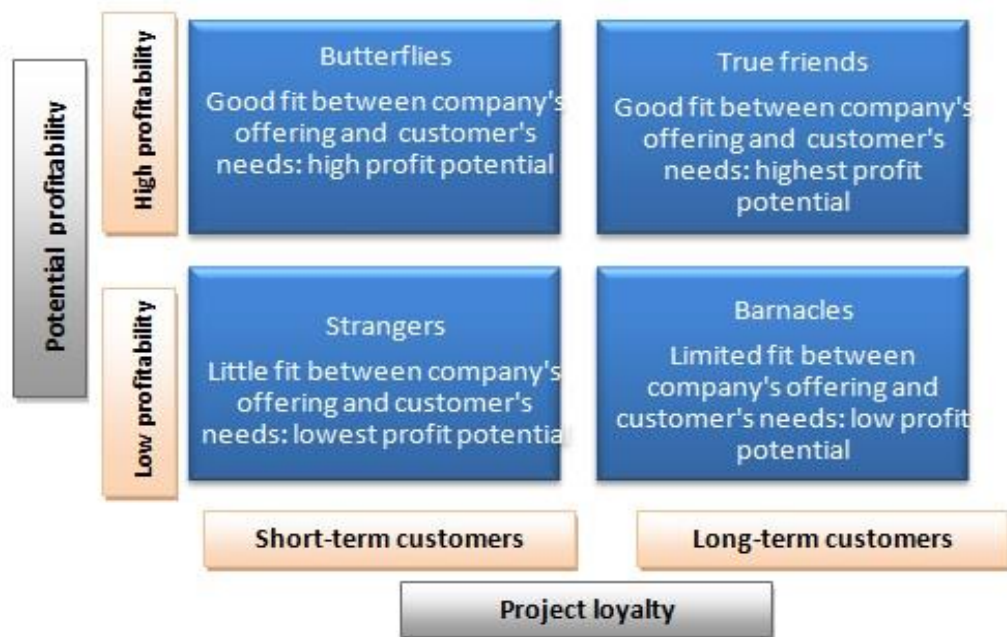 Potential profitability
High profitability
Butterflies
Good fit between company's
offering and customer's
needs: high profit potential
True friends
Good fit between company's
offering and customer's
needs: highest profit
potential
Low profitability
Strangers
Little fit between company's
offering and customer's
needs: lowest profit potential
Barnacles
Limited fit between
company's offering and
customer's needs: low profit
potential
Short-term customers
Long-term customers
Project loyalty